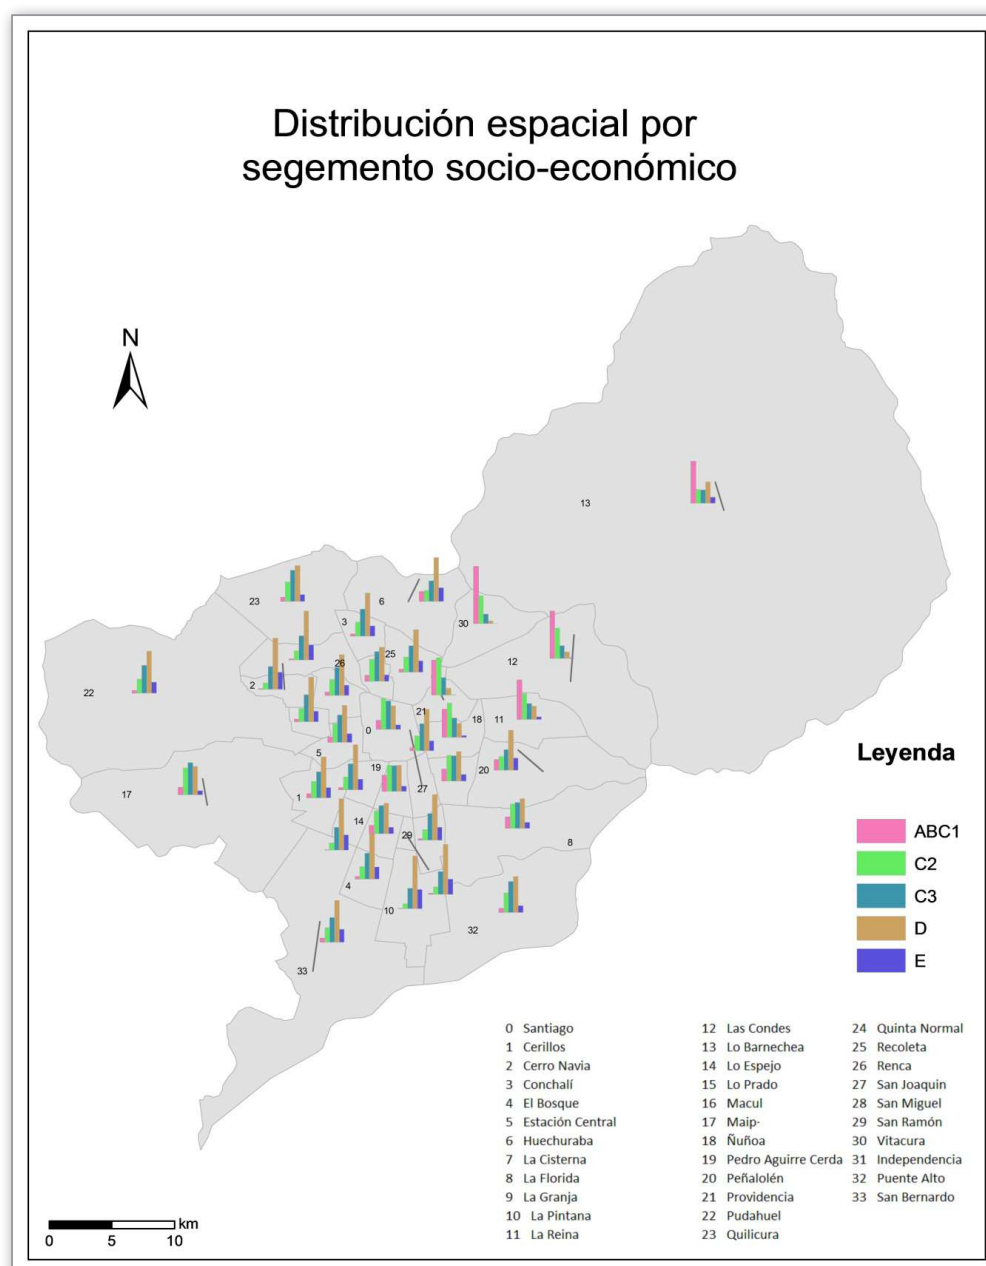 Distribución espacial por
segemento socio-económico
N
13
23
6
3
30
25
26
12
2
22
21
18
11
0
5
19
20
17
27
1
14
29
8
4
10
32
33
Leyenda
ABC1
C2
C3
D
E
0 Santiago
1 Cerillos
2 Cerro Navia
3 Conchalí
4 El Bosque
5 Estación Central
6 Huechuraba
7 La Cisterna
8 La Florida
9 La Granja
10 La Pintana
11 La Reina
12 Las Condes
13 Lo Barnechea
14 Lo Espejo
15 Lo Prado
16 Macul
17 Maip-
18 Ñuñoa
19 Pedro Aguirre Cerda
20 Peñalolén
21 Providencia
22 Pudahuel
23 Quilicura
24 Quinta Normal
25 Recoleta
26 Renca
27 San Joaquin
28 San Miguel
29 San Ramón
30 Vitacura
31 Independencia
32 Puente Alto
33 San Bernardo
km
0 5 10